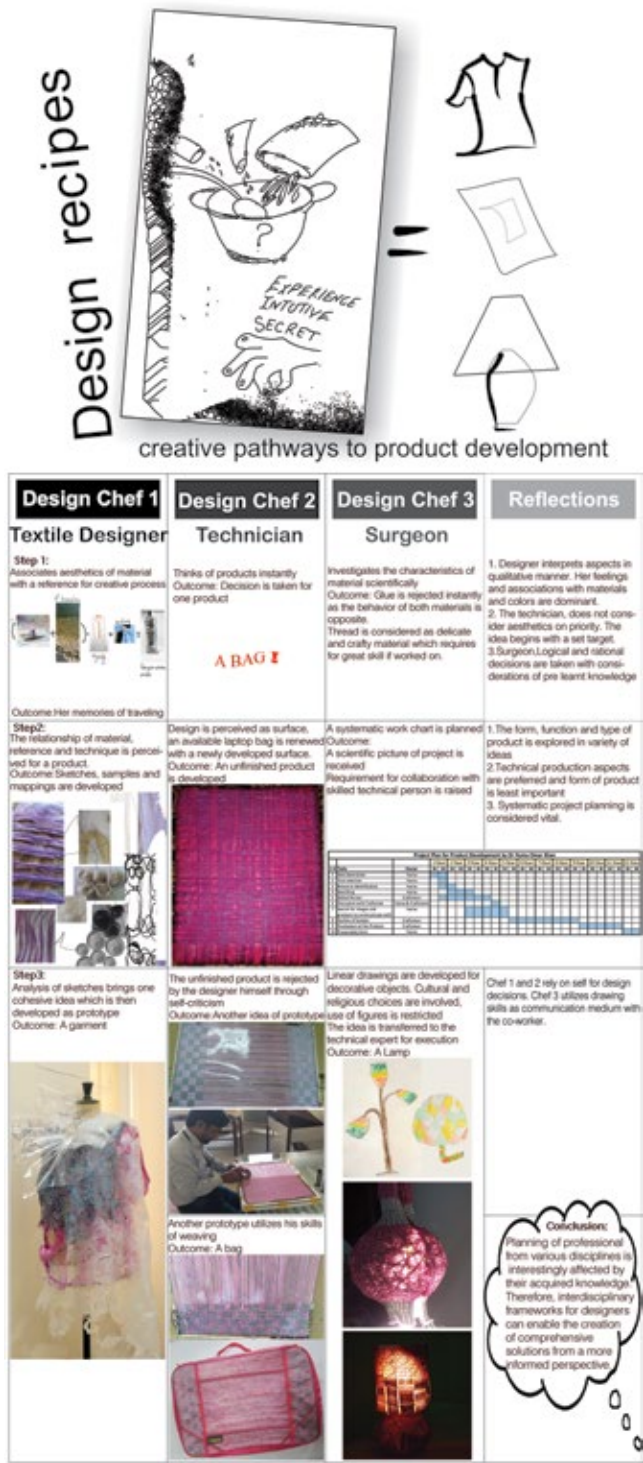 Design recipes
?
EXPERIENCE
INTUTIVE
SECRET
=
creative pathways to product development
Design Chef 1
Textile Designer
Step 1:
Associates aesthetics of material
with a reference for creative process
Outcome:Her memories of traveling
Step2:
The relationship of material,
reference and technique is percei-
ved for a product.
Outcome:Sketches, samples and
mappings are developed
Step3:
Analysis of sketches brings one
cohesive idea which is then
developed as prototype
Outcome: A garment
Design Chef 2
Technician
Thinks of products instantly
Outcome: Decision is taken for
one product
A BAG !
Design is perceived as surface,
an available laptop bag is renewed
with a newly developed surface.
Outcome: An unfinished product
is developed
The unfinished product is rejected
by the designer himself through
self-criticism
Outcome:Another idea of prototype
Another prototype utilizes his skills
of weaving
Outcome: A bag
Design Chef 3
Surgeon
Investigates the characteristics of
material scientifically
Outcome: Glue is rejected instantly
as the behavior of both materials is
opposite.
Thread is considered as delicate
and crafty material which requires
for great skill if worked on.
A systematic work chart is planned
Outcome:
A scientific picture of project is
received
Requirement for collaboration with
skilled technical person is raised
Linear drawings are developed for
decorative objects. Cultural and
religious choices are involved,
use of figures is restricted
The idea is transferred to the
technical expert for execution
Outcome: A Lamp
Reflections
1. Designer interprets aspects in
qualitative manner. Her feelings
and associations with materials
and colors are dominant.
2. The technician, does not con-
sider aesthetics on priority. The
idea begins with a set target.
3.Surgeon,Logical and rational
decisions are taken with consi-
derations of pre learnt knowledge
1.The form, function and type of
product is explored in variety of
ideas
2.Technical production aspects
are preferred and form of product
is least important
3. Systematic project planning is
considered vital.
Chef 1 and 2 rely on self for design
decisions. Chef 3 utilizes drawing
skills as communication medium with
the co-worker.
Conclusion:
Planning of professional
from various disciplines is
interestingly affected by
their acquired knowledge.
Therefore, interdisciplinary
frameworks for designers
can enable the creation
of comprehensive
solutions from a more
informed perspective.